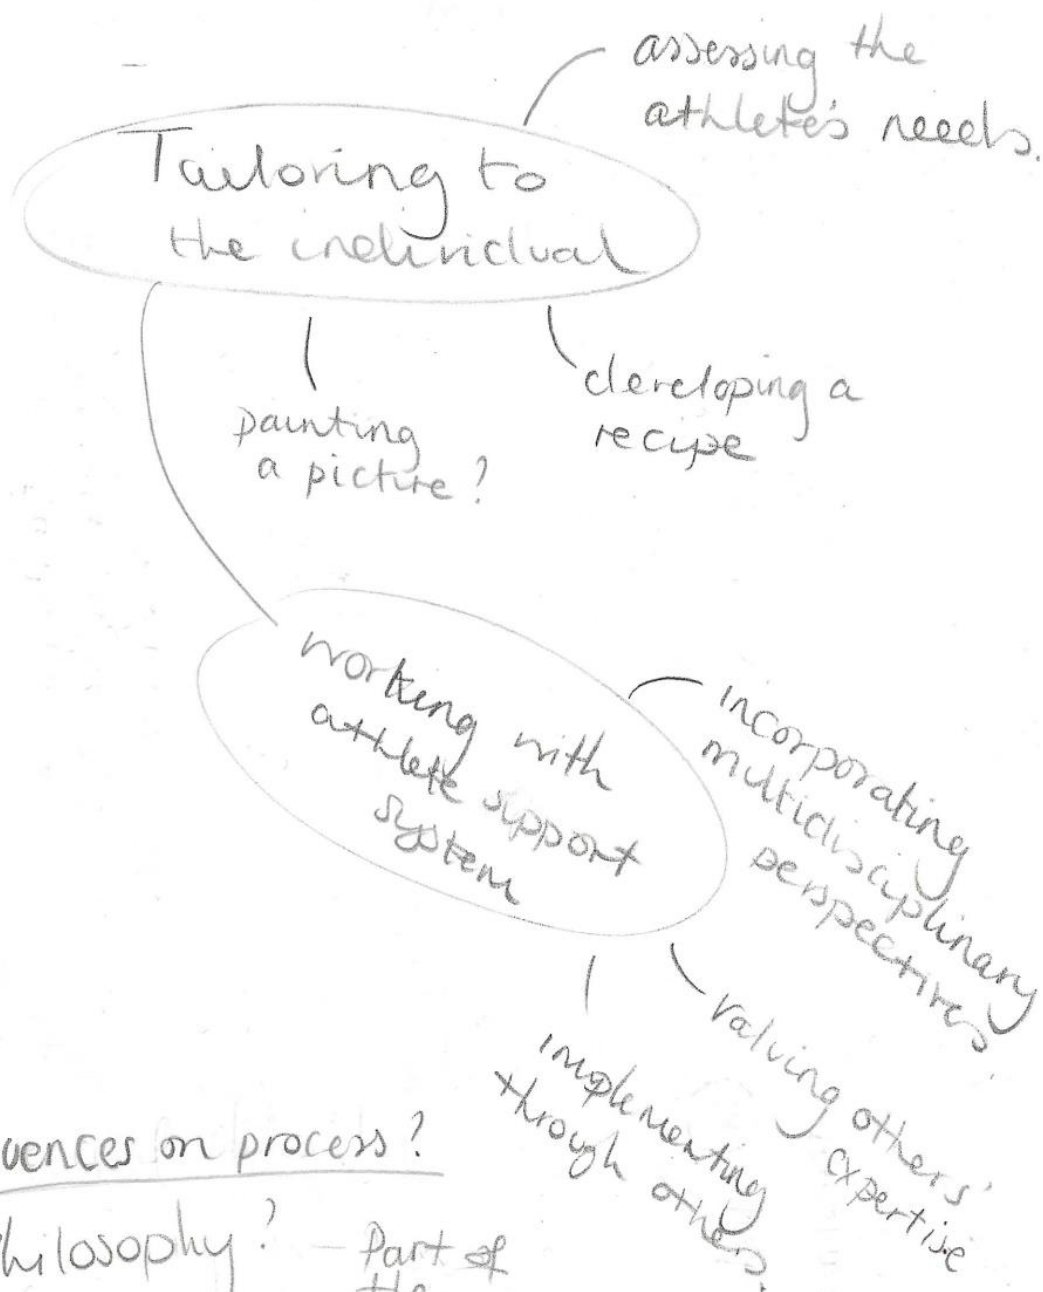 assessing the
athlete's needs.
Tailoring to
the individual
painting
a picture?
developing a
recipe
working with
athlete support
system
incorporating
multidisciplinary
perspectives.
valuing others'
expertise
implementing
through others.
uences on process?
hilosophy? - Part of
the